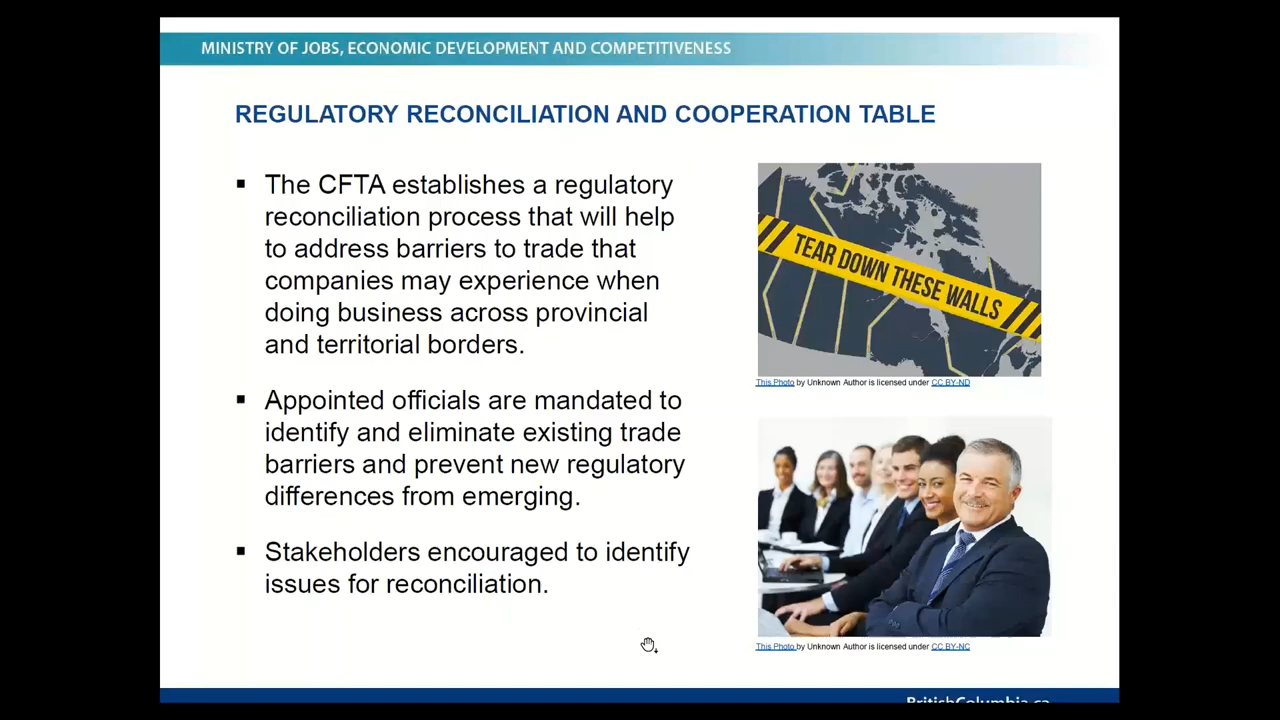 MINISTRY OF JOBS, ECONOMIC DEVELOPMENT AND COMPETITIVENESS
REGULATORY RECONCILIATION AND COOPERATION TABLE
▪ The CFTA establishes a regulatory
reconciliation process that will help
to address barriers to trade that
companies may experience when
doing business across provincial
and territorial borders.
▪ Appointed officials are mandated to
identify and eliminate existing trade
barriers and prevent new regulatory
differences from emerging.
▪ Stakeholders encouraged to identify
issues for reconciliation.
TEAR DOWN THESE WALLS
This Photo by Unknown Author is licensed under CC BY-ND
This Photo by Unknown Author is licensed under CC BY-NC
BritishColumbia.ca